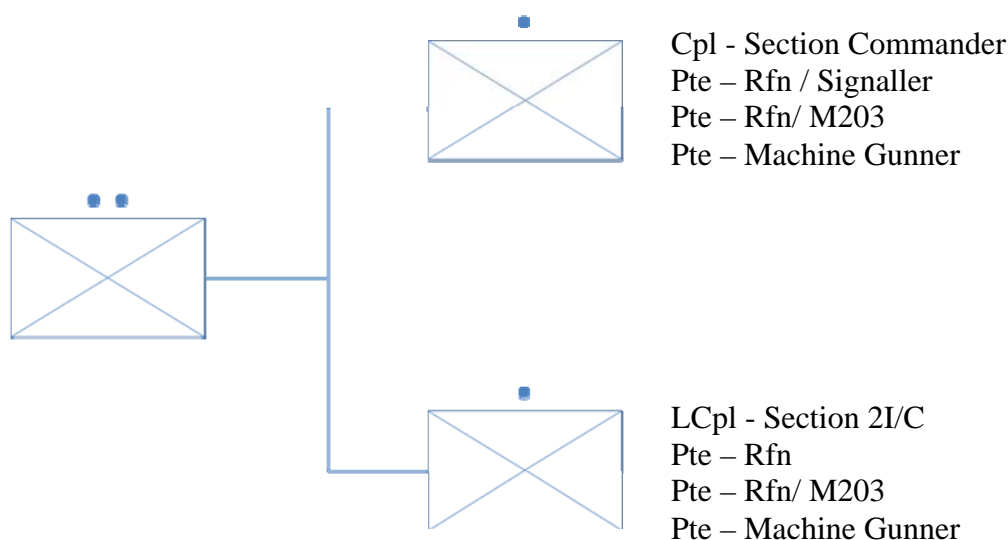 Cpl - Section Commander
Pte – Rfn / Signaller
Pte – Rfn/ M203
Pte – Machine Gunner
LCpl - Section 2I/C
Pte – Rfn
Pte – Rfn/ M203
Pte – Machine Gunner